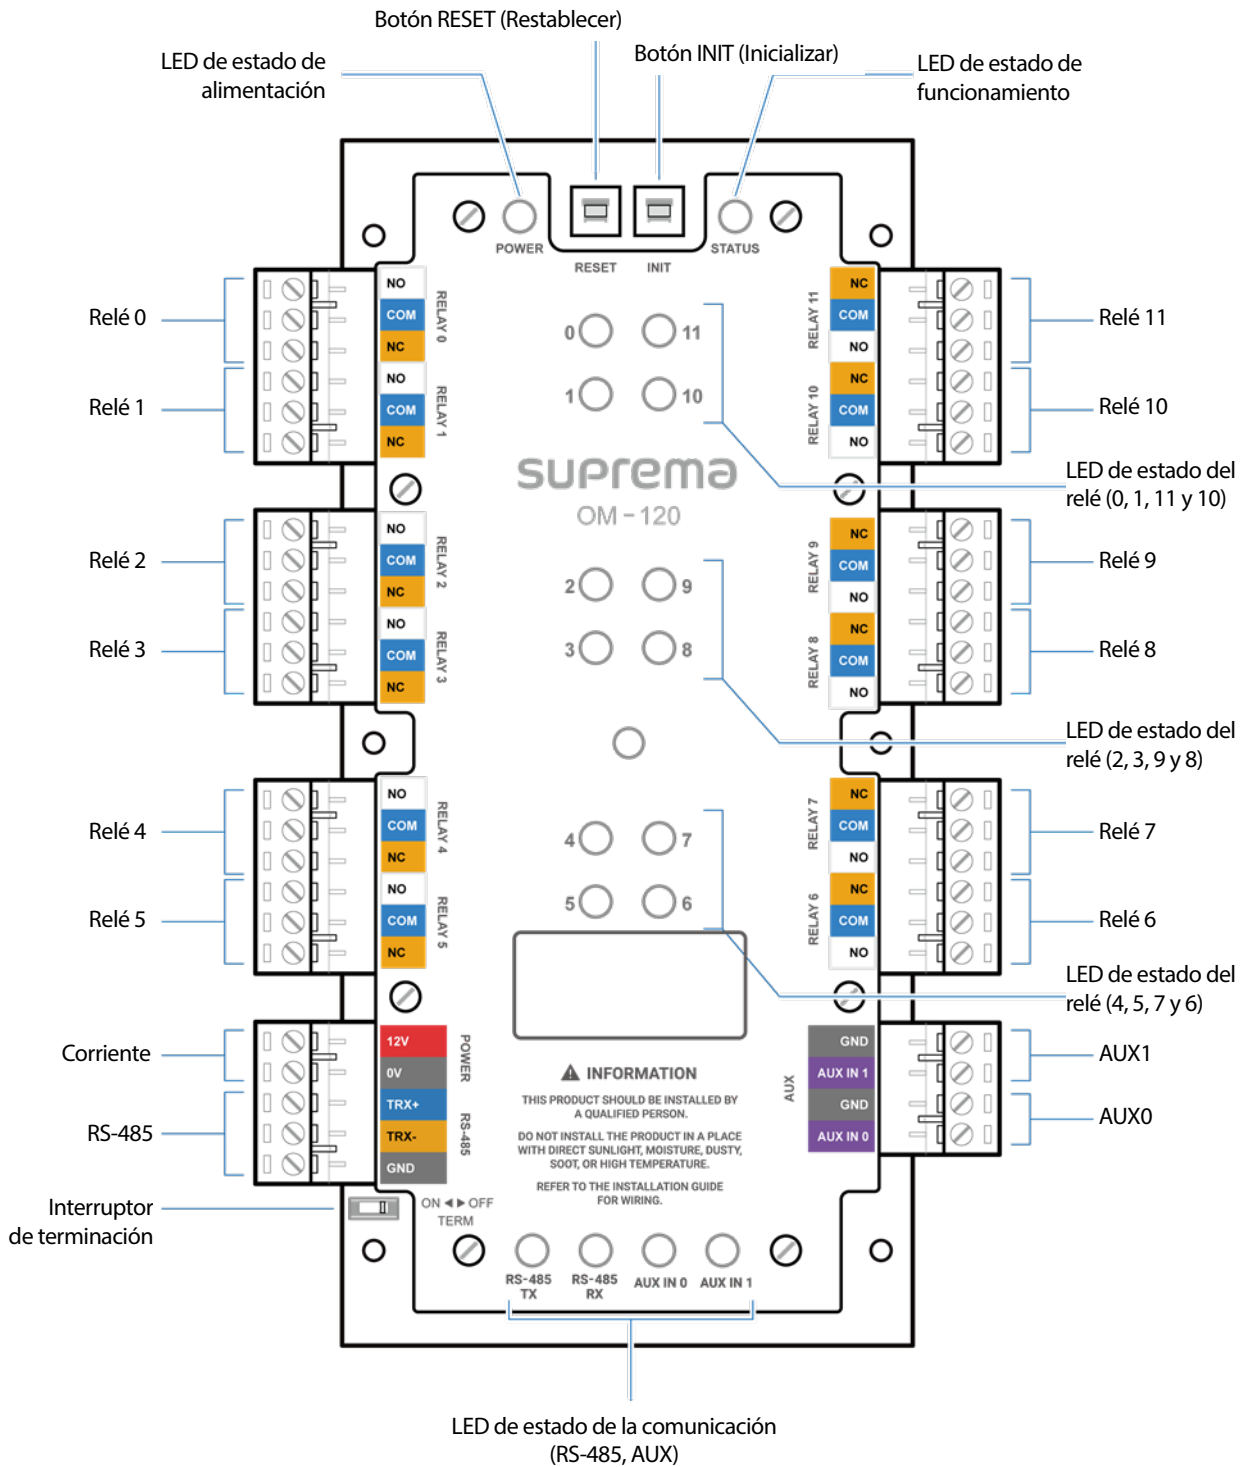 Botón RESET (Restablecer)
LED de estado de
alimentación
Botón INIT (Inicializar)
LED de estado de
funcionamiento
POWER
RESET
INIT
STATUS
Relé 0
NO
COM
NC
RELAY 0
Relé 1
NO
COM
NC
RELAY 1
0
11
1
10
NC
COM
NO
RELAY 11
Relé 11
NC
COM
NO
RELAY 10
Relé 10
suprema
OM-120
LED de estado del
relé (0, 1, 11 y 10)
Relé 2
NO
COM
NC
RELAY 2
Relé 3
NO
COM
NC
RELAY 3
2
9
3
8
NC
COM
NO
RELAY 9
Relé 9
NC
COM
NO
RELAY 8
Relé 8
LED de estado del
relé (2, 3, 9 y 8)
Relé 4
NO
COM
NC
RELAY 4
Relé 5
NO
COM
NC
RELAY 5
4
7
5
6
NC
COM
NO
RELAY 7
Relé 7
NC
COM
NO
RELAY 6
Relé 6
LED de estado del
relé (4, 5, 7 y 6)
Corriente
12V
0V
POWER
RS-485
TRX+
TRX-
GND
RS-485
INFORMATION
THIS PRODUCT SHOULD BE INSTALLED BY
A QUALIFIED PERSON.
DO NOT INSTALL THE PRODUCT IN A PLACE
WITH DIRECT SUNLIGHT, MOISTURE, DUSTY,
SOOT, OR HIGH TEMPERATURE.
REFER TO THE INSTALLATION GUIDE
FOR WIRING.
AUX
GND
AUX IN 1
GND
AUX IN 0
AUX1
AUX0
Interruptor
de terminación
ON ◄ ► OFF
TERM
RS-485
TX
RS-485
RX
AUX IN 0
AUX IN 1
LED de estado de la comunicación
(RS-485, AUX)